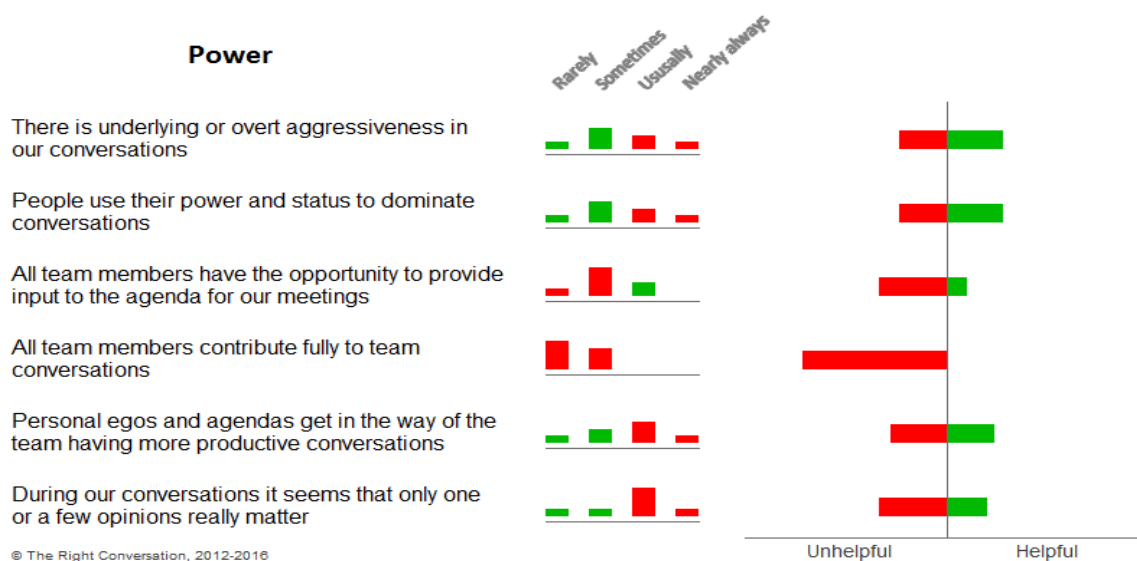 Power
Rarely
Sometimes
Ususally
Nearly always
There is underlying or overt aggressiveness in
our conversations
People use their power and status to dominate
conversations
All team members have the opportunity to provide
input to the agenda for our meetings
All team members contribute fully to team
conversations
Personal egos and agendas get in the way of the
team having more productive conversations
During our conversations it seems that only one
or a few opinions really matter
© The Right Conversation, 2012-2016
Unhelpful
Helpful